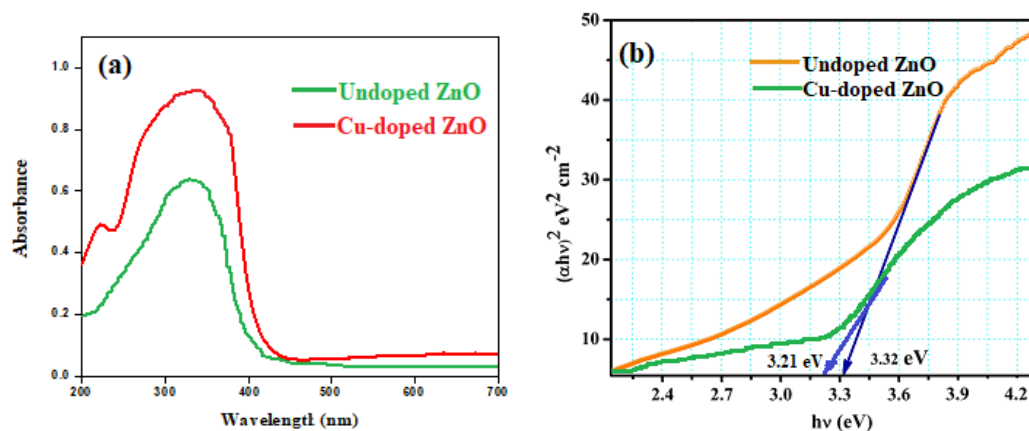 (a)
Undoped ZnO
Cu-doped ZnO
Absorbance
1.0
0.8
0.6
0.4
0.2
0.0
200
300
400
500
600
700
Wavelength (nm)
(b)
Undoped ZnO
Cu-doped ZnO
(αhν)² eV² cm⁻²
50
40
30
20
10
3.21 eV
3.32 eV
2.4
2.7
3.0
3.3
3.6
3.9
4.2
hν (eV)